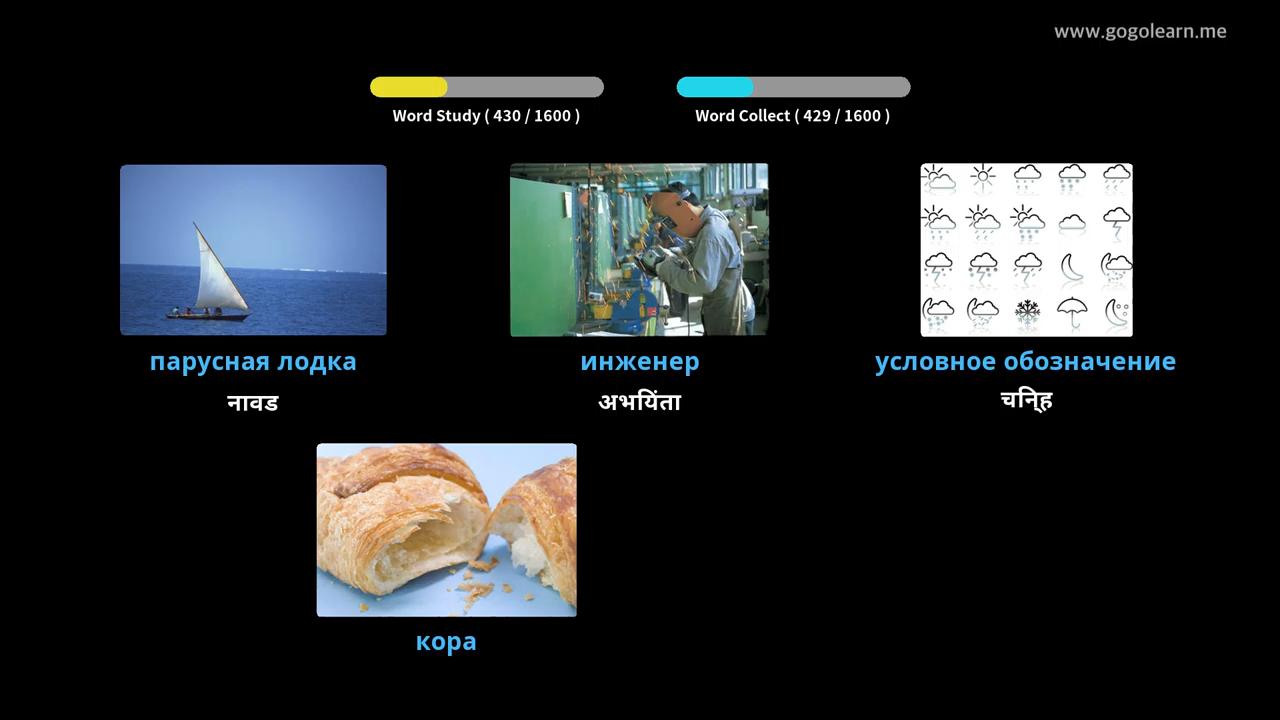 www.gogolearn.me
Word Study ( 430 / 1600 )
Word Collect ( 429 / 1600 )
парусная лодка
инженер
условное обозначение
नावड
अभयिंता
चनि्ह
кора